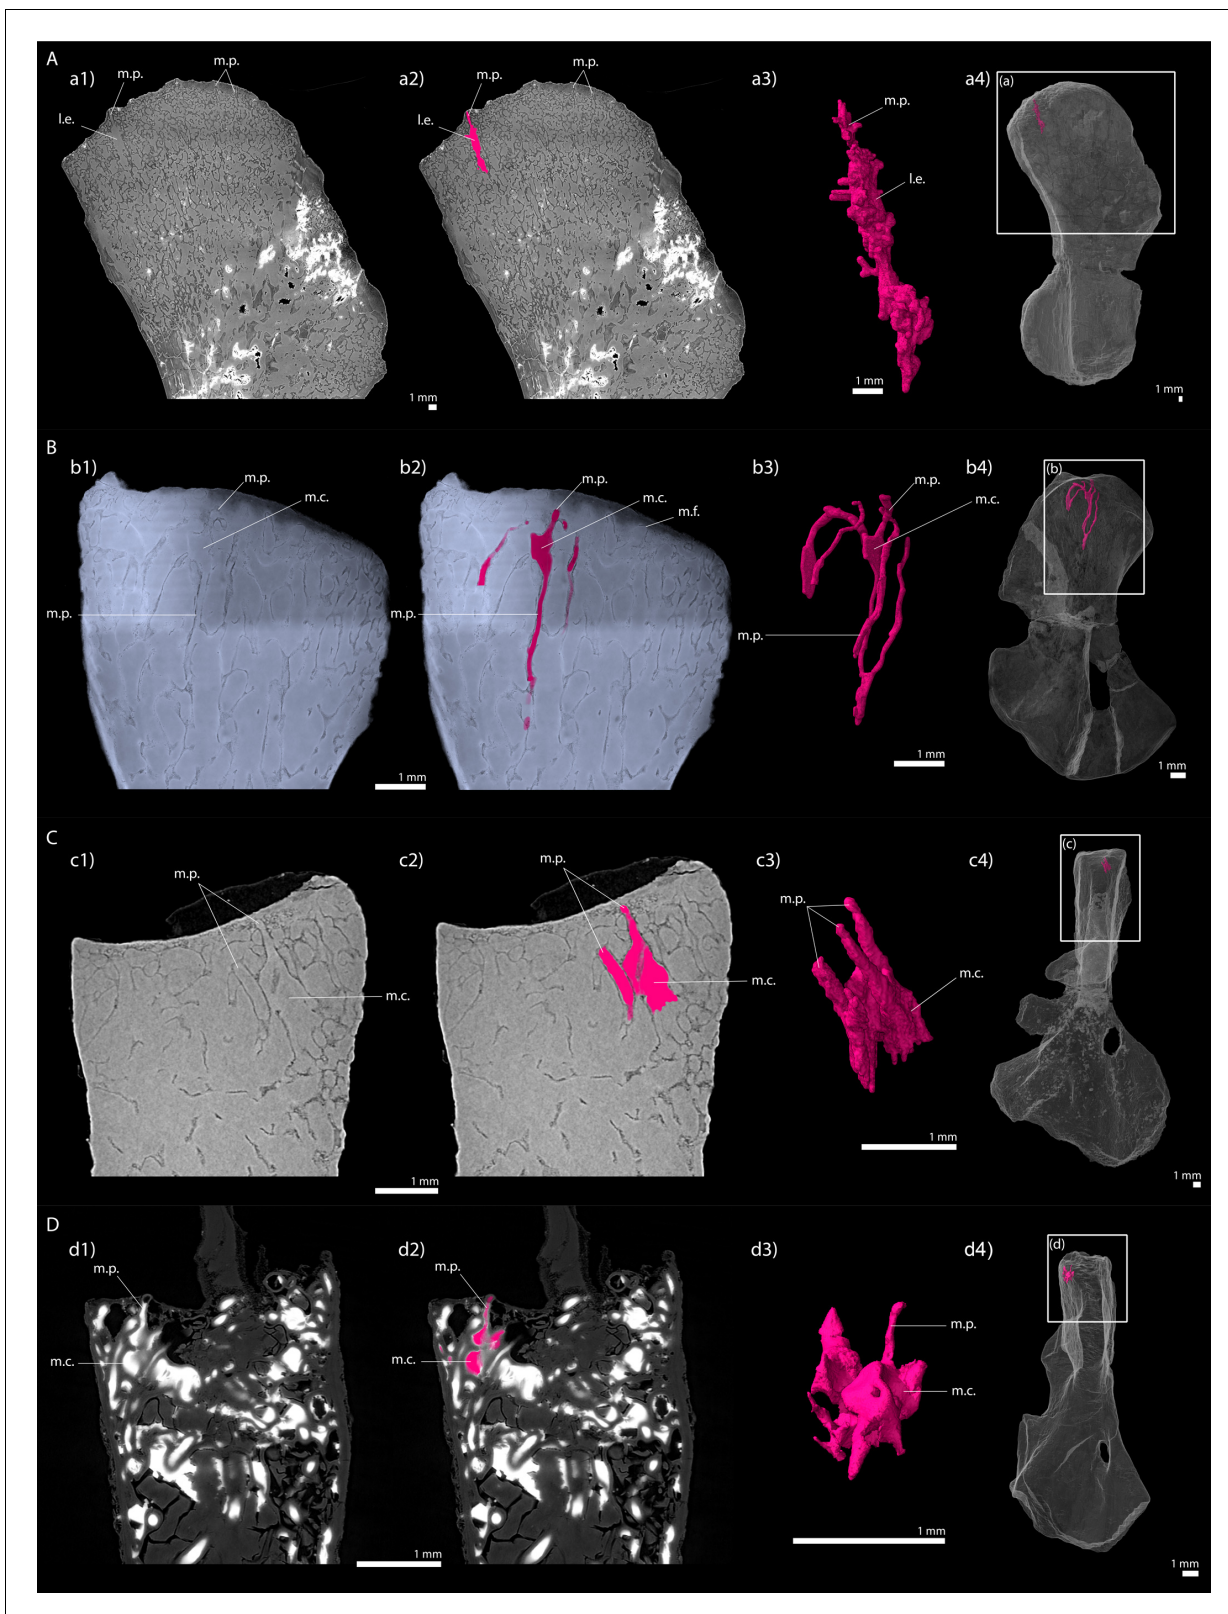 A
a1)
m.p.
m.p.
l.e.
a2)
m.p.
m.p.
l.e.
a3)
m.p.
l.e.
a4)
(a)
1 mm
1 mm
1 mm
B
b1)
m.p.
m.c.
m.p.
b2)
m.p.
m.c.
m.f.
m.p.
b3)
m.p.
m.c.
m.p.
b4)
(b)
1 mm
1 mm
1 mm
C
c1)
m.p.
m.c.
c2)
m.p.
m.c.
c3)
m.p.
m.c.
c4)
(c)
1 mm
1 mm
1 mm
D
d1)
m.p.
m.c.
d2)
m.p.
m.c.
d3)
m.p.
m.c.
d4)
(d)
1 mm
1 mm
1 mm